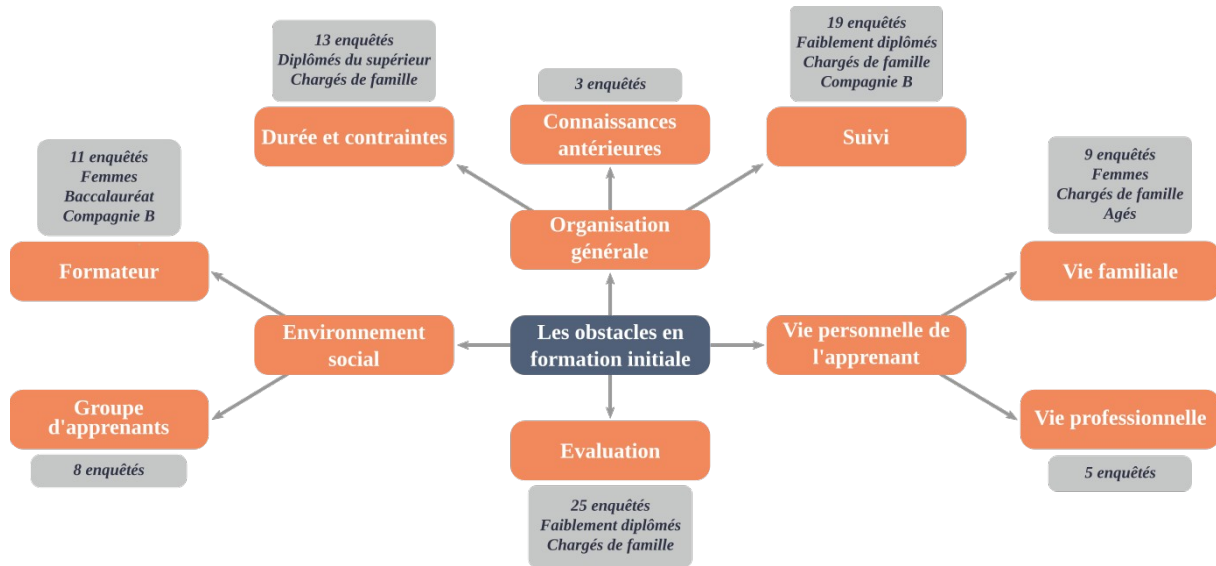 13 enquêtés
Diplômés du supérieur
Chargés de famille
Durée et contraintes
3 enquêtés
Connaissances
antérieures
19 enquêtés
Faiblement diplômés
Chargés de famille
Compagnie B
Suivi
11 enquêtés
Femmes
Baccalauréat
Compagnie B
Formateur
Organisation
générale
9 enquêtés
Femmes
Chargés de famille
Agés
Vie familiale
Environnement
social
Les obstacles en
formation initiale
Vie personnelle de
l'apprenant
Groupe
d'apprenants
8 enquêtés
Evaluation
25 enquêtés
Faiblement diplômés
Chargés de famille
Vie professionnelle
5 enquêtés